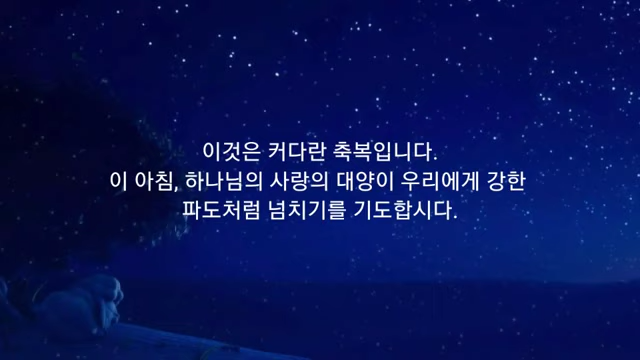 이것은 커다란 축복입니다.
이 아침, 하나님의 사랑의 대양이 우리에게 강한
파도처럼 넘치기를 기도합시다.